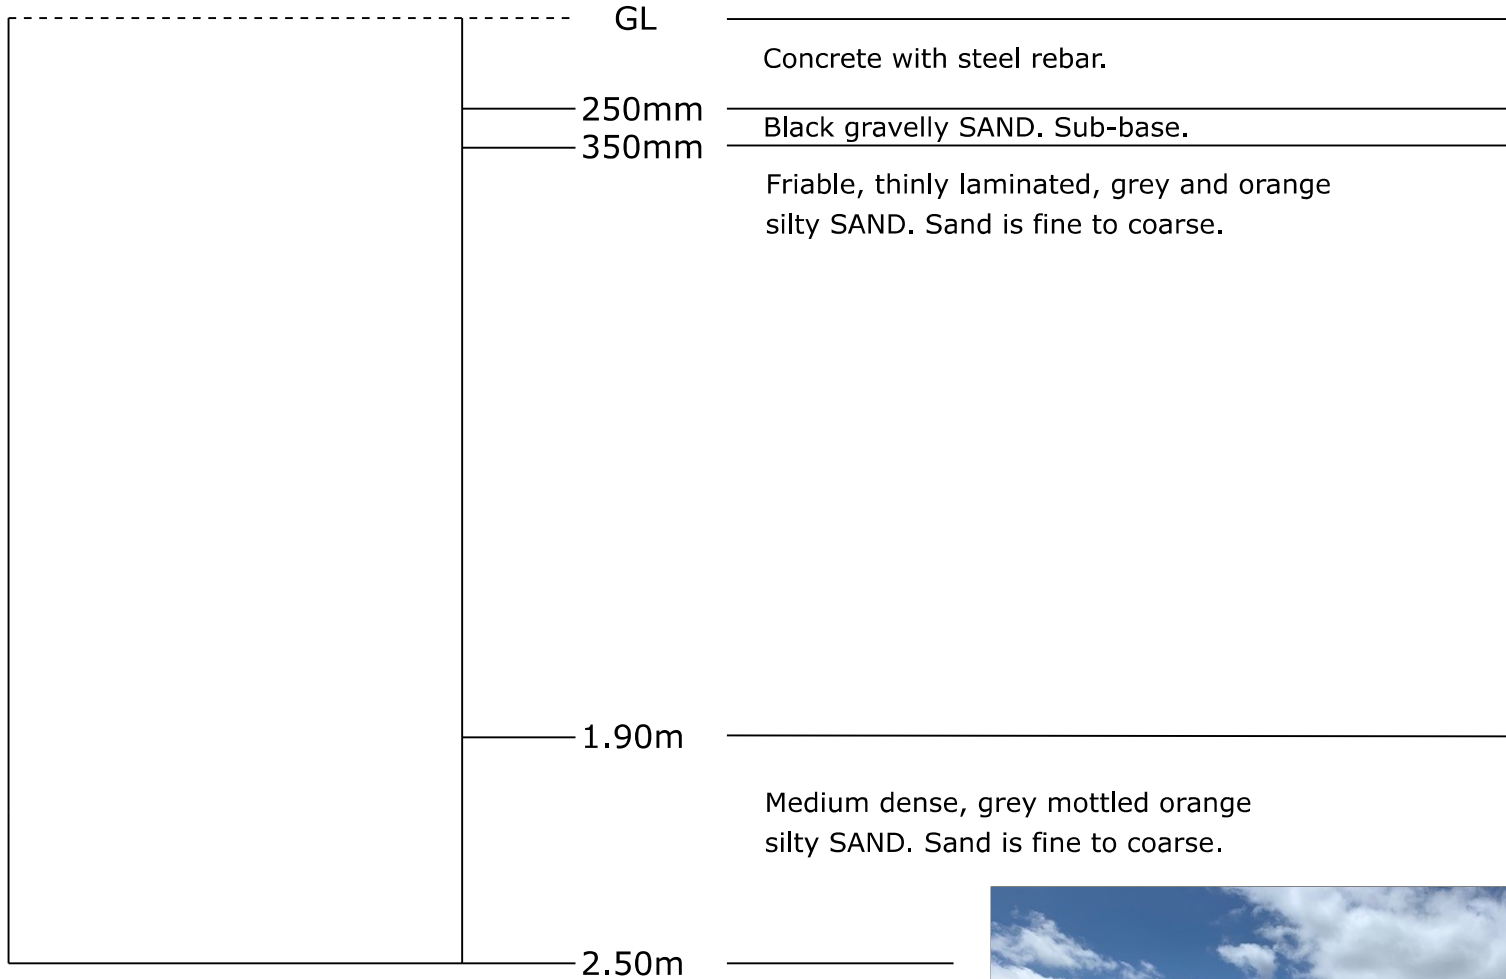 GL
Concrete with steel rebar.
250mm
Black gravelly SAND. Sub-base.
350mm
Friable, thinly laminated, grey and orange
silty SAND. Sand is fine to coarse.
1.90m
Medium dense, grey mottled orange
silty SAND. Sand is fine to coarse.
2.50m